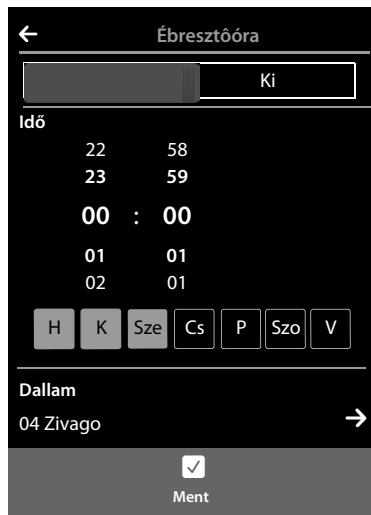 Ébresztôóra
Ki
Idő
22 58
23 59
00 : 00
01 01
02 01
H K Sze Cs P Szo V
Dallam
04 Zivago
Ment